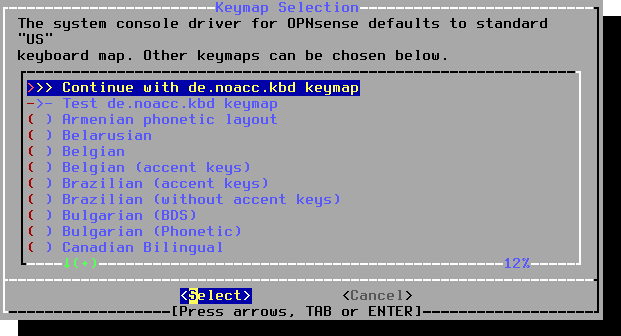 Keymap Selection
The system console driver for OPNsense defaults to standard
"US"
keyboard map. Other keymaps can be chosen below.
>>> Continue with de.noacc.kbd keymap
->- Test de.noacc.kbd keymap
( ) Armenian phonetic layout
( ) Belarusian
( ) Belgian
( ) Belgian (accent keys)
( ) Brazilian (accent keys)
( ) Brazilian (without accent keys)
( ) Bulgarian (BDS)
( ) Bulgarian (Phonetic)
( ) Canadian Bilingual
↓(+) 12%
<Select> <Cancel>
[Press arrows, TAB or ENTER]